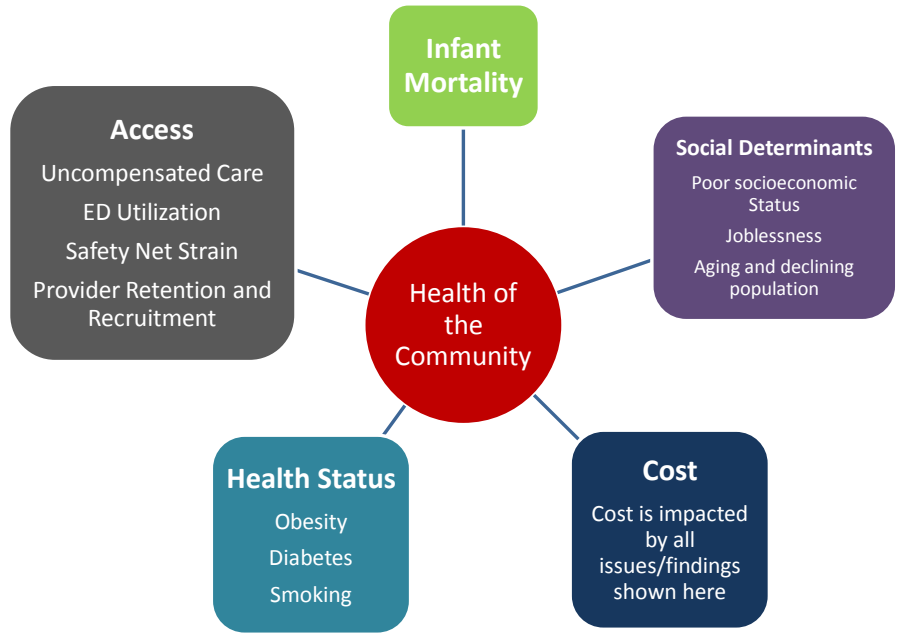 Infant
Mortality
Access
Uncompensated Care
ED Utilization
Safety Net Strain
Provider Retention and
Recruitment
Social Determinants
Poor socioeconomic
Status
Joblessness
Aging and declining
population
Health of
the
Community
Health Status
Obesity
Diabetes
Smoking
Cost
Cost is impacted
by all
issues/findings
shown here